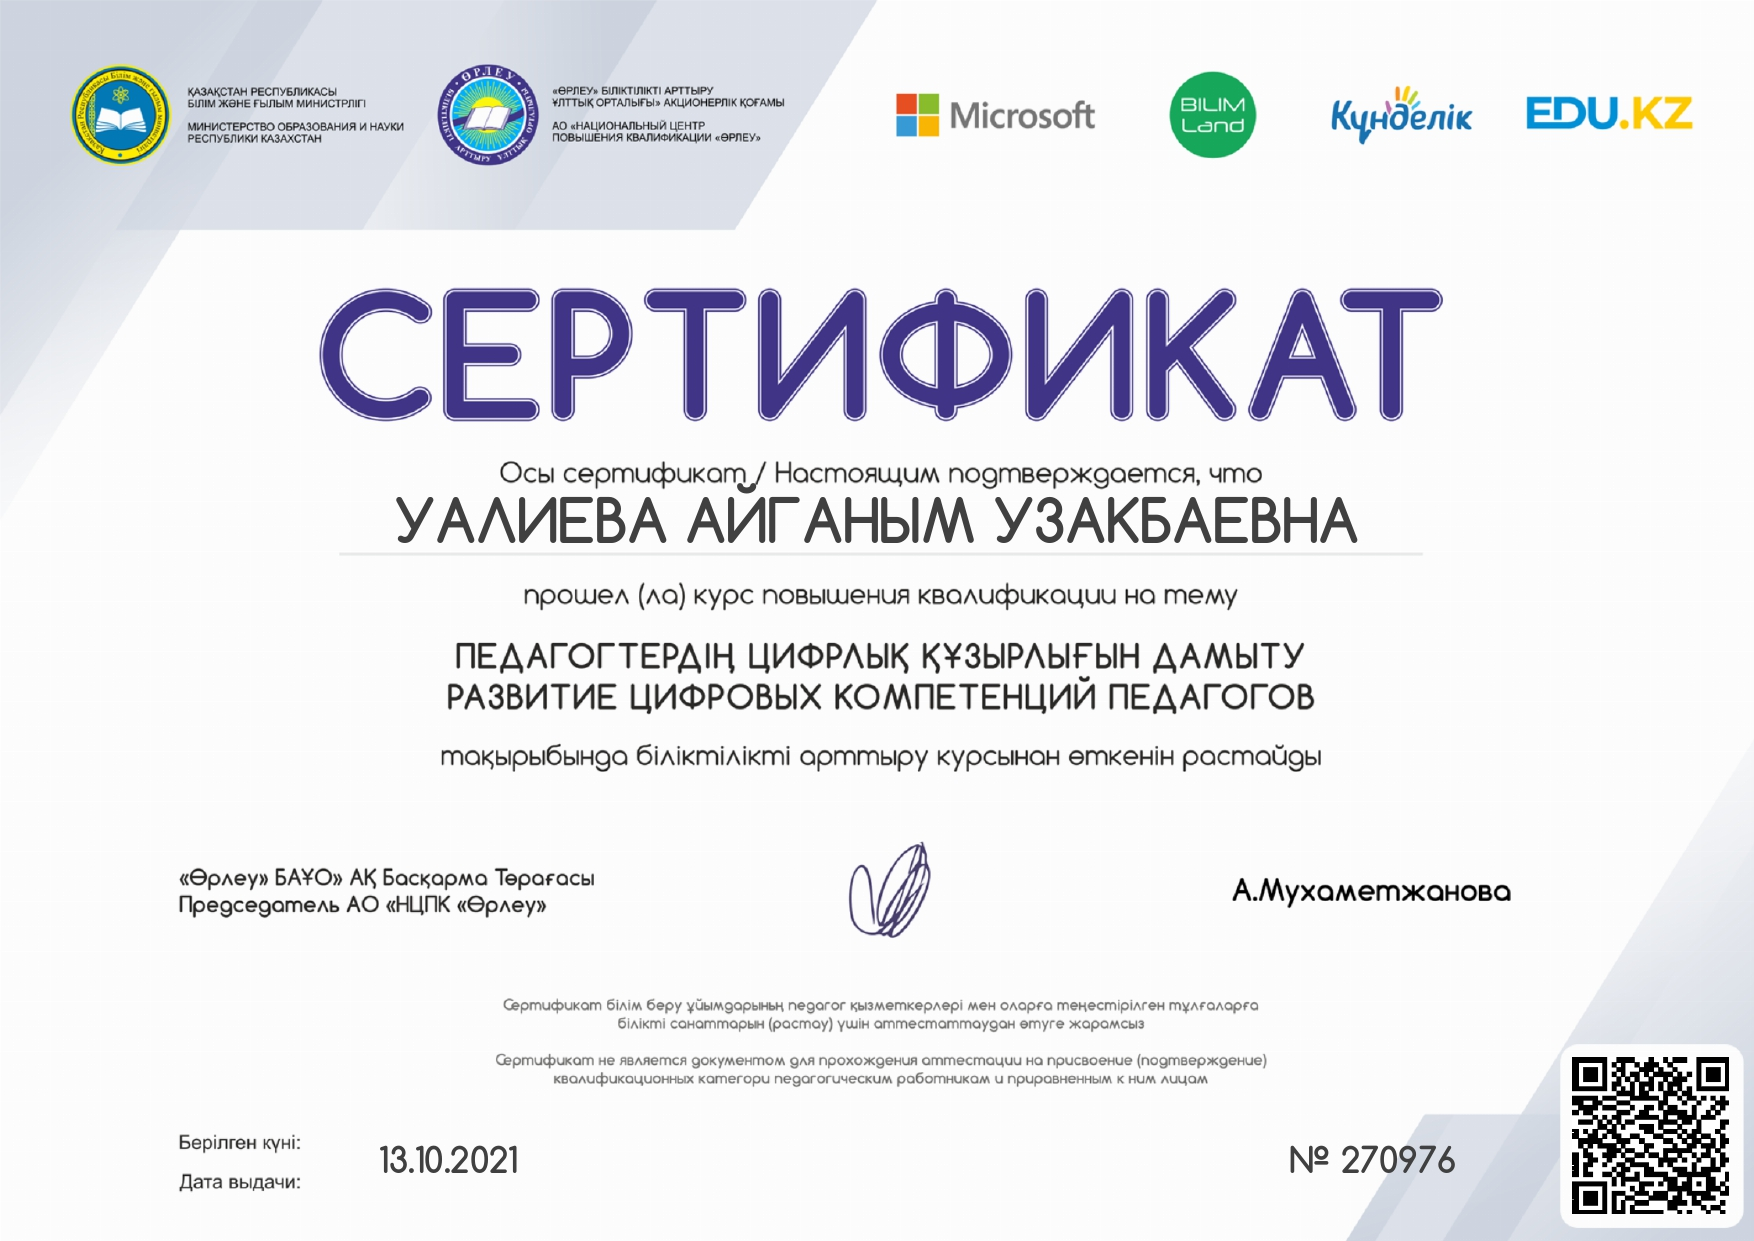 ҚАЗАҚСТАН РЕСПУБЛИКАСЫ
БІЛІМ ЖӘНЕ ҒЫЛЫМ МИНИСТРЛІГІ
МИНИСТЕРСТВО ОБРАЗОВАНИЯ И НАУКИ
РЕСПУБЛИКИ КАЗАХСТАН
«ӨРЛЕУ» БІЛІКТІЛІКТІ АРТТЫРУ
ҰЛТТЫҚ ОРТАЛЫҒЫ» АКЦИОНЕРЛІК ҚОҒАМЫ
АО «НАЦИОНАЛЬНЫЙ ЦЕНТР
ПОВЫШЕНИЯ КВАЛИФИКАЦИИ «ӨРЛЕУ»
Microsoft
BILIM
Land
Күнделік
EDU.KZ
СЕРТИФИКАТ
Осы сертификат / Настоящим подтверждается, что
УАЛИЕВА АЙГАНЫМ УЗАКБАЕВНА
прошел (ла) курс повышения квалификации на тему
ПЕДАГОГТЕРДІҢ ЦИФРЛЫҚ ҚҰЗЫРЛЫҒЫН ДАМЫТУ
РАЗВИТИЕ ЦИФРОВЫХ КОМПЕТЕНЦИЙ ПЕДАГОГОВ
тақырыбында біліктілікті арттыру курсынан өткенін растайды
«Өрлеу» БАҰО» АҚ Басқарма Төрағасы
Председатель АО «НЦПК «Өрлеу»
А.Мухаметжанова
Сертификат білім беру ұйымдарының педагог қызметкерлері мен оларға теңестірілген тұлғаларға
білікті санаттарын (растау) үшін аттестаттаудан өтуге жарамсыз
Сертификат не является документом для прохождения аттестации на присвоение (подтверждение)
квалификационных категори педагогическим работникам и приравненным к ним лицам
Берілген күні:
Дата выдачи:
13.10.2021
№ 270976